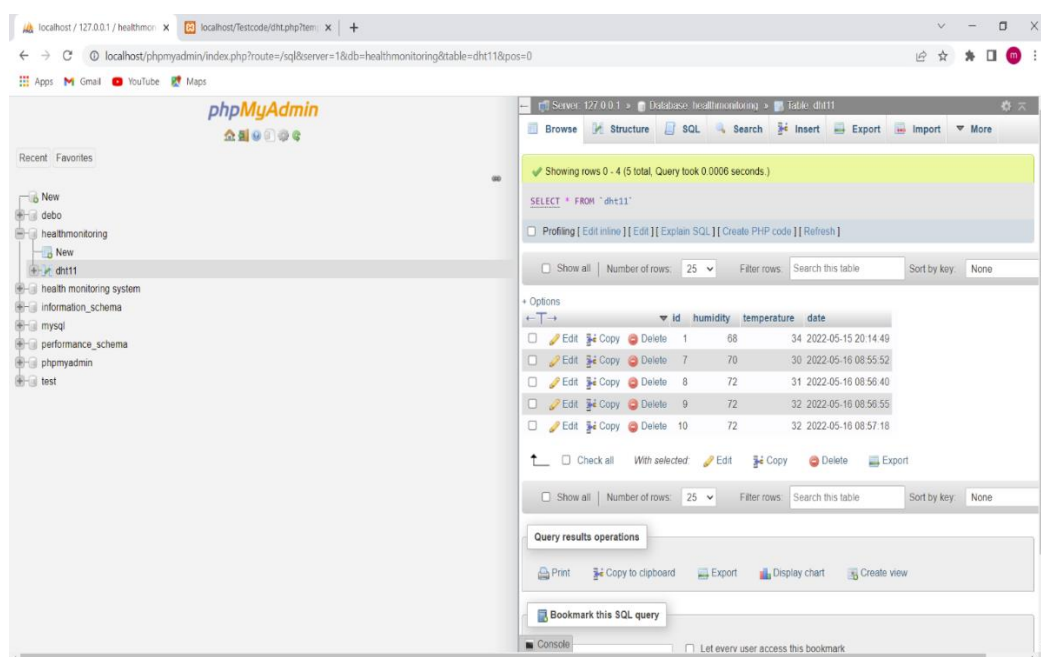 localhost / 127.0.0.1 / healthmon
localhost/Testcode/dht.php?tem
localhost/phpmyadmin/index.php?route=/sql&server=1&db=healthmonitoring&table=dht11&pos=0
m
Apps Gmail YouTube Maps
phpMyAdmin
Recent Favorites
New
debo
healthmonitoring
New
dht11
health monitoring system
information_schema
mysql
performance_schema
phpmyadmin
test
Server: 127.0.0.1 » Database: healthmonitoring » Table: dht11
Browse Structure SQL Search Insert Export Import More
Showing rows 0 - 4 (5 total, Query took 0.0006 seconds.)
SELECT * FROM `dht11`
Profiling [ Edit inline ] [ Edit ] [ Explain SQL ] [ Create PHP code ] [ Refresh ]
Show all | Number of rows: 25 Filter rows: Search this table Sort by key: None
+ Options
←T→ id humidity temperature date
Edit Copy Delete 1 68 34 2022-05-15 20:14:49
Edit Copy Delete 7 70 30 2022-05-16 08:55:52
Edit Copy Delete 8 72 31 2022-05-16 08:56:40
Edit Copy Delete 9 72 32 2022-05-16 08:56:55
Edit Copy Delete 10 72 32 2022-05-16 08:57:18
Check all With selected: Edit Copy Delete Export
Show all | Number of rows: 25 Filter rows: Search this table Sort by key: None
Query results operations
Print Copy to clipboard Export Display chart Create view
Bookmark this SQL query
Console
Let every user access this bookmark